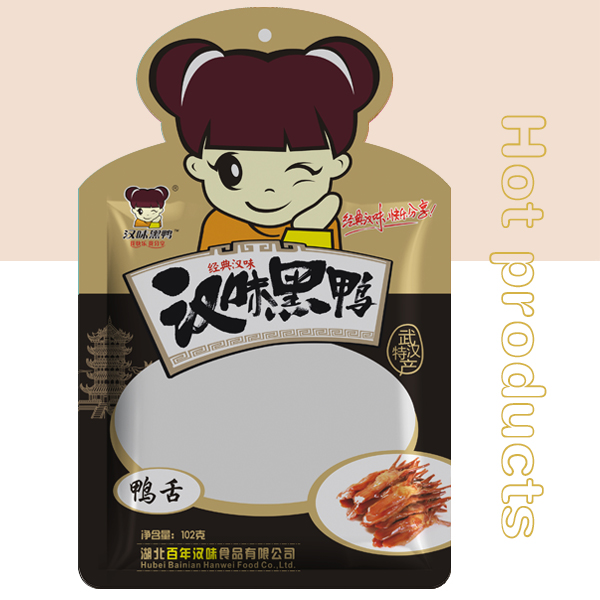 ®
汉味黑鸭™
经典汉味 快乐分享!
经典汉味
汉味黑鸭
武汉
特产
鸭舌
净含量: 102克
湖北百年汉味食品有限公司
Hubei Bainian Hanwei Food Co.,Ltd.
Hot products